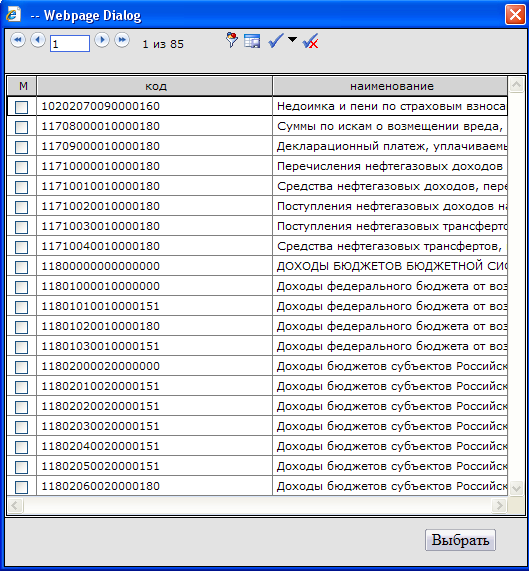 -- Webpage Dialog
1 1 из 85
М код наименование
10202070090000160 Недоимка и пени по страховым взноса
11708000010000180 Суммы по искам о возмещении вреда,
11709000010000180 Декларационный платеж, уплачиваемы
11710000010000180 Перечисления нефтегазовых доходов
11710010010000180 Средства нефтегазовых доходов, пере
11710020010000180 Поступления нефтегазовых доходов на
11710030010000180 Поступления нефтегазовых трансферто
11710040010000180 Средства нефтегазовых трансфертов,
11800000000000000 ДОХОДЫ БЮДЖЕТОВ БЮДЖЕТНОЙ СИС
11801000010000000 Доходы федерального бюджета от воз
11801010010000151 Доходы федерального бюджета от воз
11801020010000180 Доходы федерального бюджета от воз
11801030010000151 Доходы федерального бюджета от воз
11802000020000000 Доходы бюджетов субъектов Российск
11802010020000151 Доходы бюджетов субъектов Российск
11802020020000151 Доходы бюджетов субъектов Российск
11802030020000151 Доходы бюджетов субъектов Российск
11802040020000151 Доходы бюджетов субъектов Российск
11802050020000151 Доходы бюджетов субъектов Российск
11802060020000180 Доходы бюджетов субъектов Российск
Выбрать